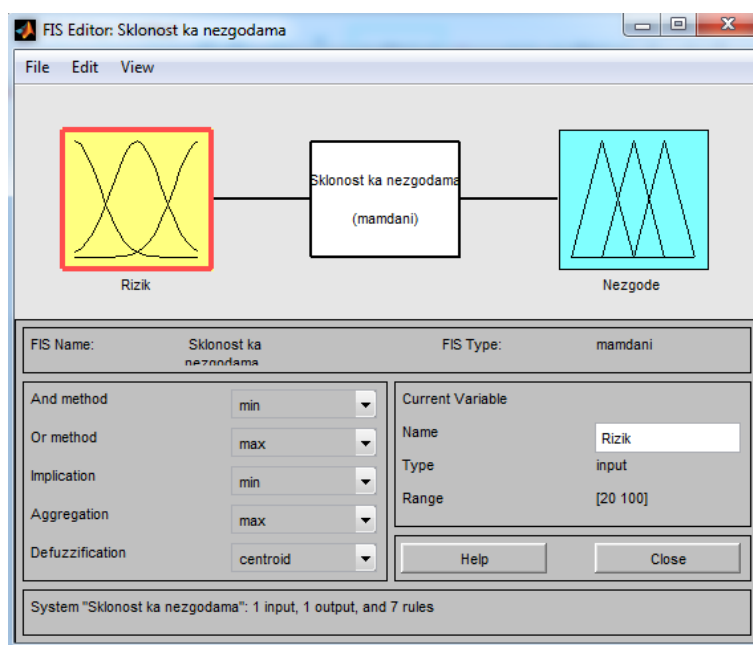 FIS Editor: Sklonost ka nezgodama
File Edit View
Sklonost ka nezgodama
(mamdani)
Rizik
Nezgode
FIS Name: Sklonost ka nezgodama FIS Type: mamdani
And method min
Or method max
Implication min
Aggregation max
Defuzzification centroid
Current Variable
Name Rizik
Type input
Range [20 100]
Help Close
System "Sklonost ka nezgodama": 1 input, 1 output, and 7 rules